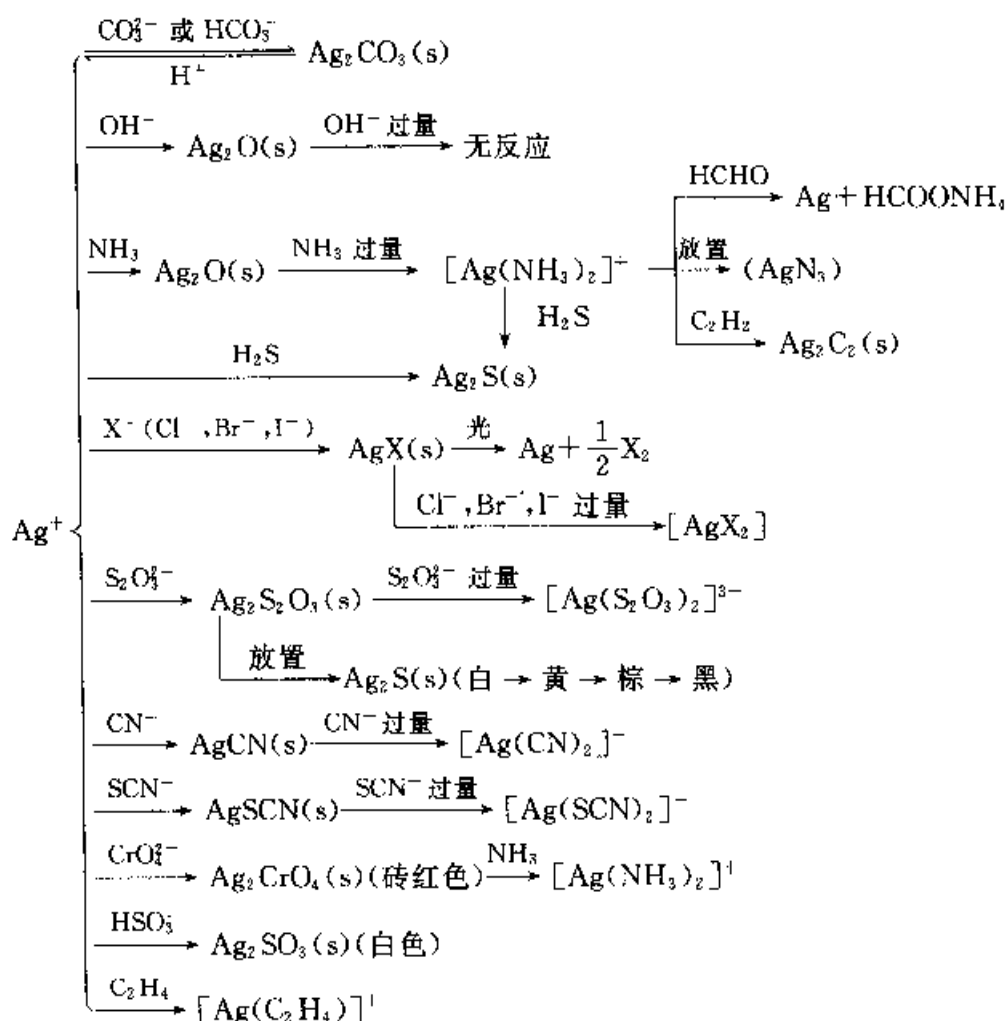 CO₃²⁻ 或 HCO₃⁻
Ag₂CO₃(s)
H⁺
OH⁻ Ag₂O(s) OH⁻ 过量 无反应
HCHO Ag+HCOONH₄
NH₃ Ag₂O(s) NH₃ 过量 [Ag(NH₃)₂]⁺ 放置 (AgN₃)
H₂S C₂H₂ Ag₂C₂(s)
H₂S Ag₂S(s)
X⁻(Cl⁻,Br⁻,I⁻) AgX(s) 光 Ag+1/2 X₂
Cl⁻,Br⁻,I⁻ 过量 [AgX₂]
Ag⁺
S₂O₃²⁻ Ag₂S₂O₃(s) S₂O₃²⁻ 过量 [Ag(S₂O₃)₂]³⁻
放置 Ag₂S(s)(白→黄→棕→黑)
CN⁻ AgCN(s) CN⁻ 过量 [Ag(CN)₂]⁻
SCN⁻ AgSCN(s) SCN⁻ 过量 [Ag(SCN)₂]⁻
CrO₄²⁻ Ag₂CrO₄(s)(砖红色) NH₃ [Ag(NH₃)₂]⁺
HSO₃⁻ Ag₂SO₃(s)(白色)
C₂H₄ [Ag(C₂H₄)]⁺